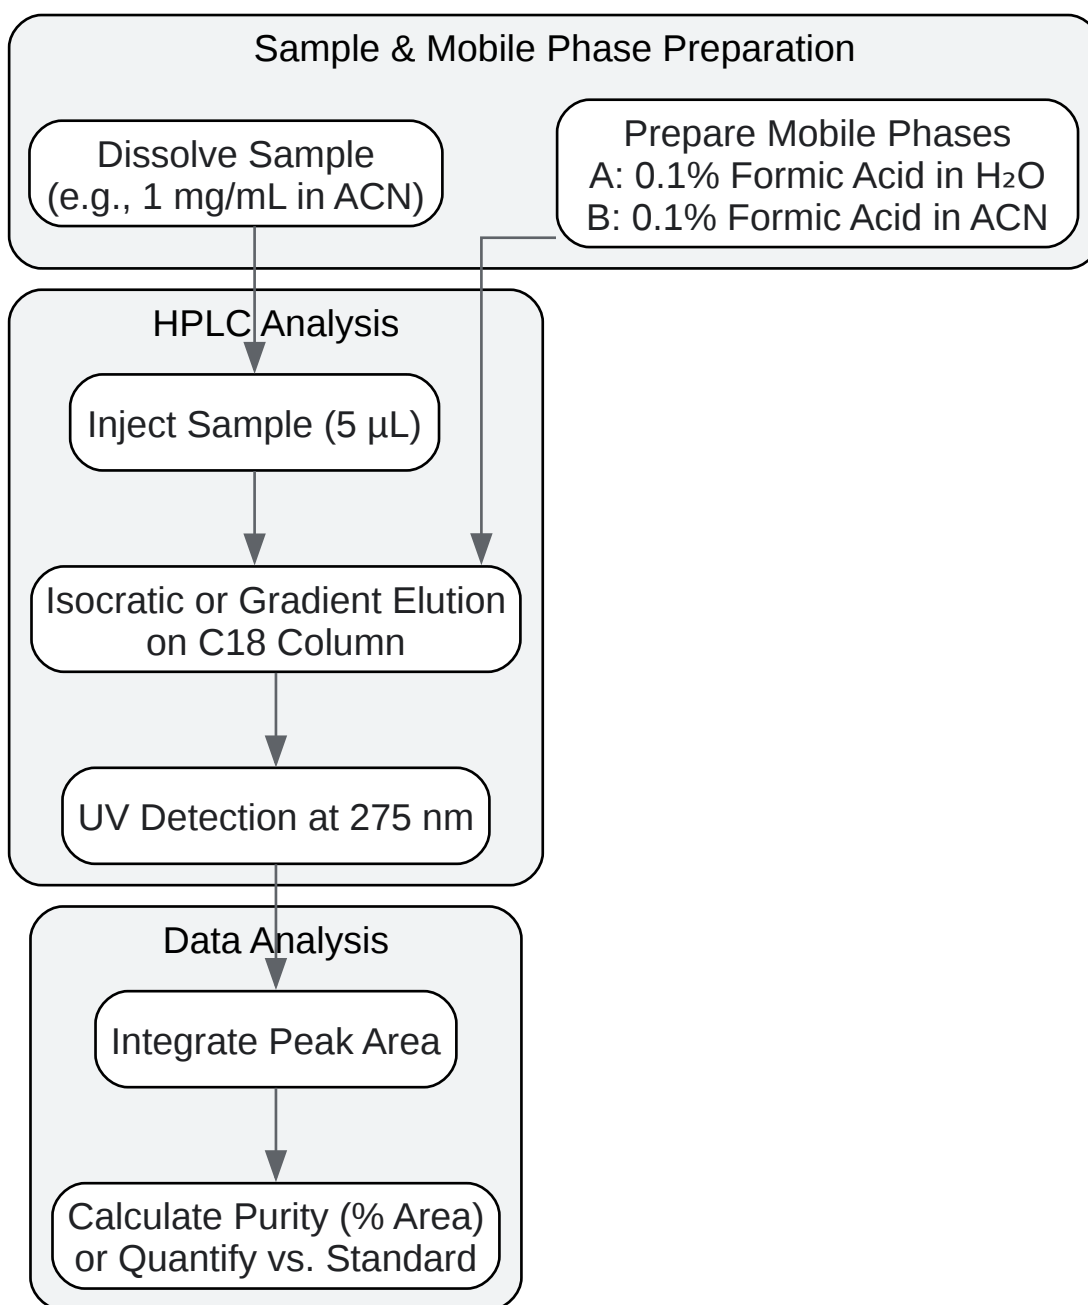 Sample & Mobile Phase Preparation
Dissolve Sample
(e.g., 1 mg/mL in ACN)
Prepare Mobile Phases
A: 0.1% Formic Acid in H₂O
B: 0.1% Formic Acid in ACN
HPLC Analysis
Inject Sample (5 µL)
Isocratic or Gradient Elution
on C18 Column
UV Detection at 275 nm
Data Analysis
Integrate Peak Area
Calculate Purity (% Area)
or Quantify vs. Standard